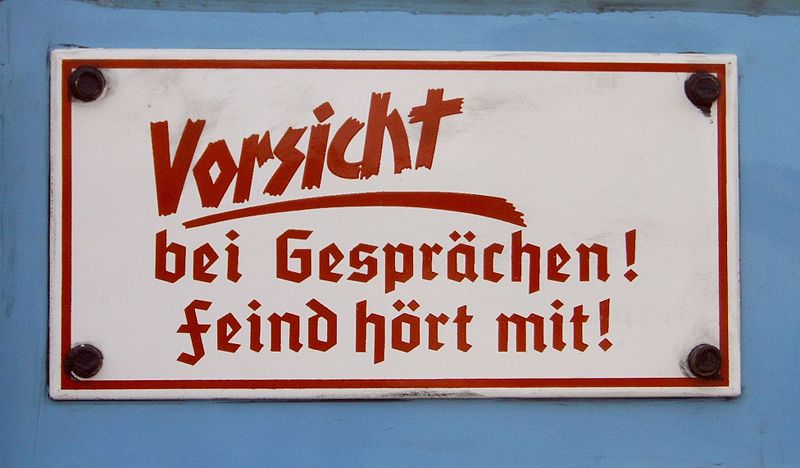 Vorsicht
bei Gesprächen!
Feind hört mit!